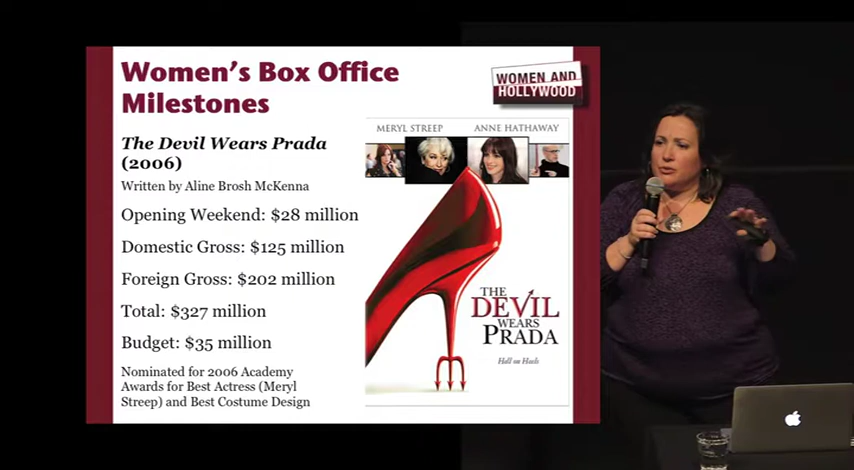 Women's Box Office
Milestones
WOMEN AND
HOLLYWOOD
The Devil Wears Prada
(2006)
Written by Aline Brosh McKenna
Opening Weekend: $28 million
Domestic Gross: $125 million
Foreign Gross: $202 million
Total: $327 million
Budget: $35 million
Nominated for 2006 Academy
Awards for Best Actress (Meryl
Streep) and Best Costume Design
MERYL STREEP ANNE HATHAWAY
THE
DEVIL
WEARS
PRADA
Hell on Heels